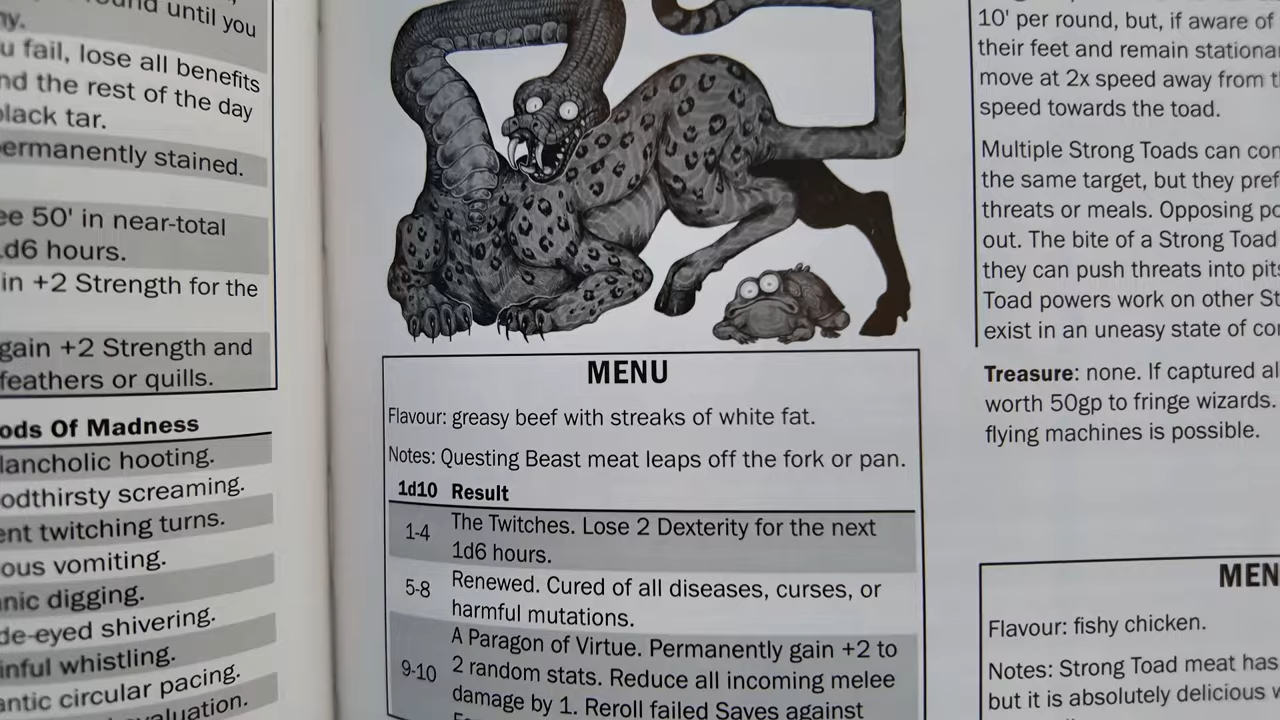 ound until you
ny.
u fail, lose all benefits
nd the rest of the day
lack tar.
ermanently stained.
ee 50' in near-total
1d6 hours.
in +2 Strength for the
gain +2 Strength and
feathers or quills.
ods Of Madness
lancholic hooting.
odthirsty screaming.
ent twitching turns.
ous vomiting.
nic digging.
de-eyed shivering.
inful whistling.
antic circular pacing.
valuation.
MENU
Flavour: greasy beef with streaks of white fat.
Notes: Questing Beast meat leaps off the fork or pan.
1d10 Result
1-4 The Twitches. Lose 2 Dexterity for the next
1d6 hours.
5-8 Renewed. Cured of all diseases, curses, or
harmful mutations.
9-10 A Paragon of Virtue. Permanently gain +2 to
2 random stats. Reduce all incoming melee
damage by 1. Reroll failed Saves against
10' per round, but, if aware of
their feet and remain stationa
move at 2x speed away from t
speed towards the toad.
Multiple Strong Toads can con
the same target, but they pref
threats or meals. Opposing po
out. The bite of a Strong Toad
they can push threats into pits
Toad powers work on other St
exist in an uneasy state of co
Treasure: none. If captured al
worth 50gp to fringe wizards.
flying machines is possible.
MEN
Flavour: fishy chicken.
Notes: Strong Toad meat has
but it is absolutely delicious w